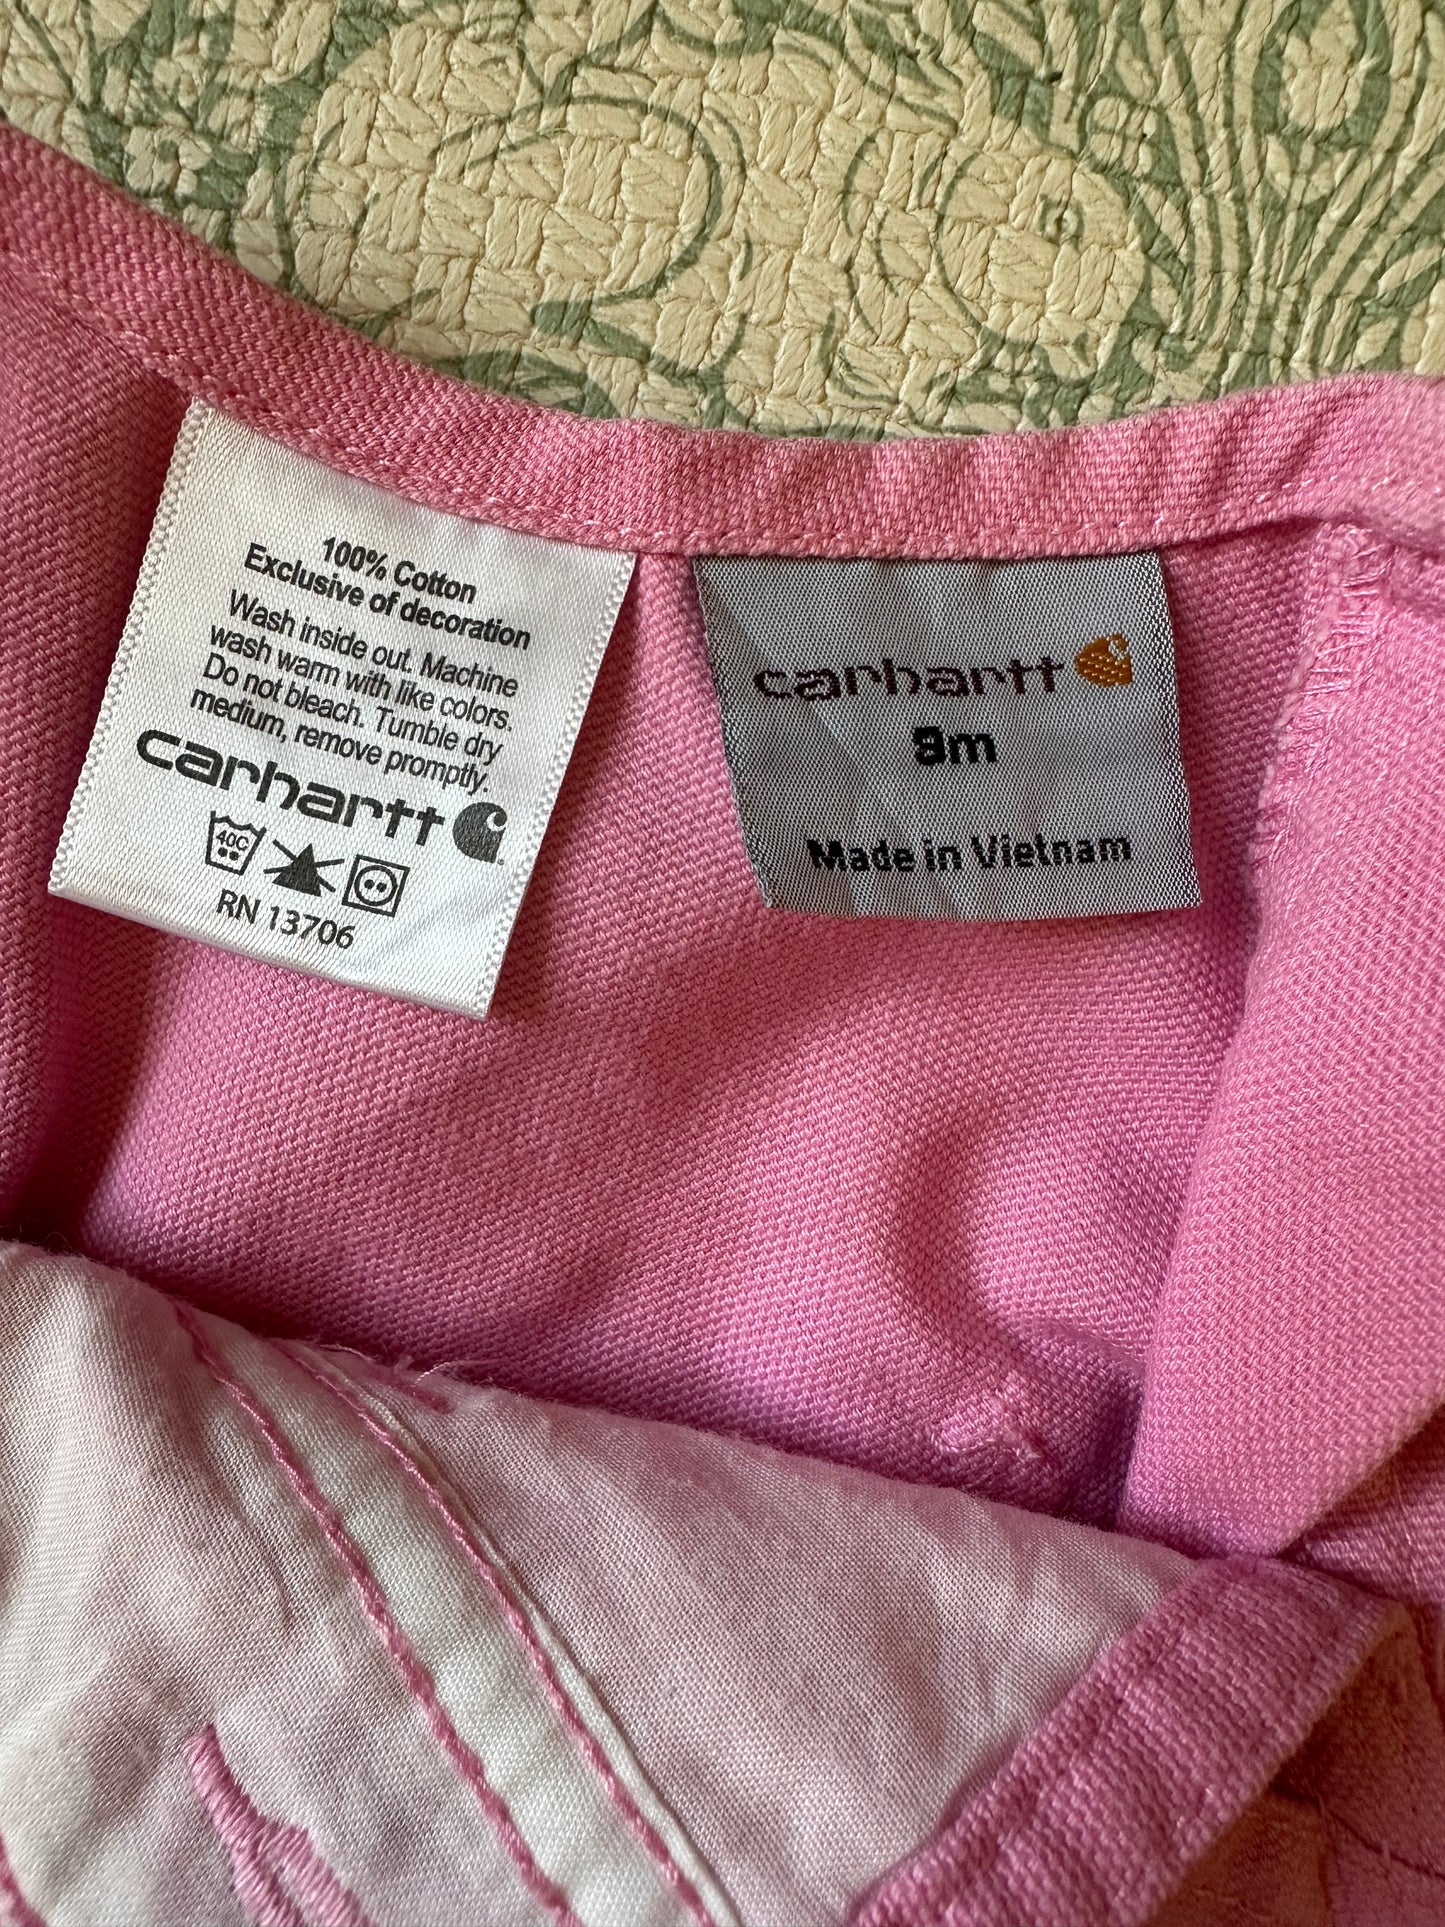 100% Cotton
Exclusive of decoration
Wash inside out. Machine
wash warm with like colors.
Do not bleach. Tumble dry
medium, remove promptly.
carhartt
40C
RN 13706
carhartt
9m
Made in Vietnam